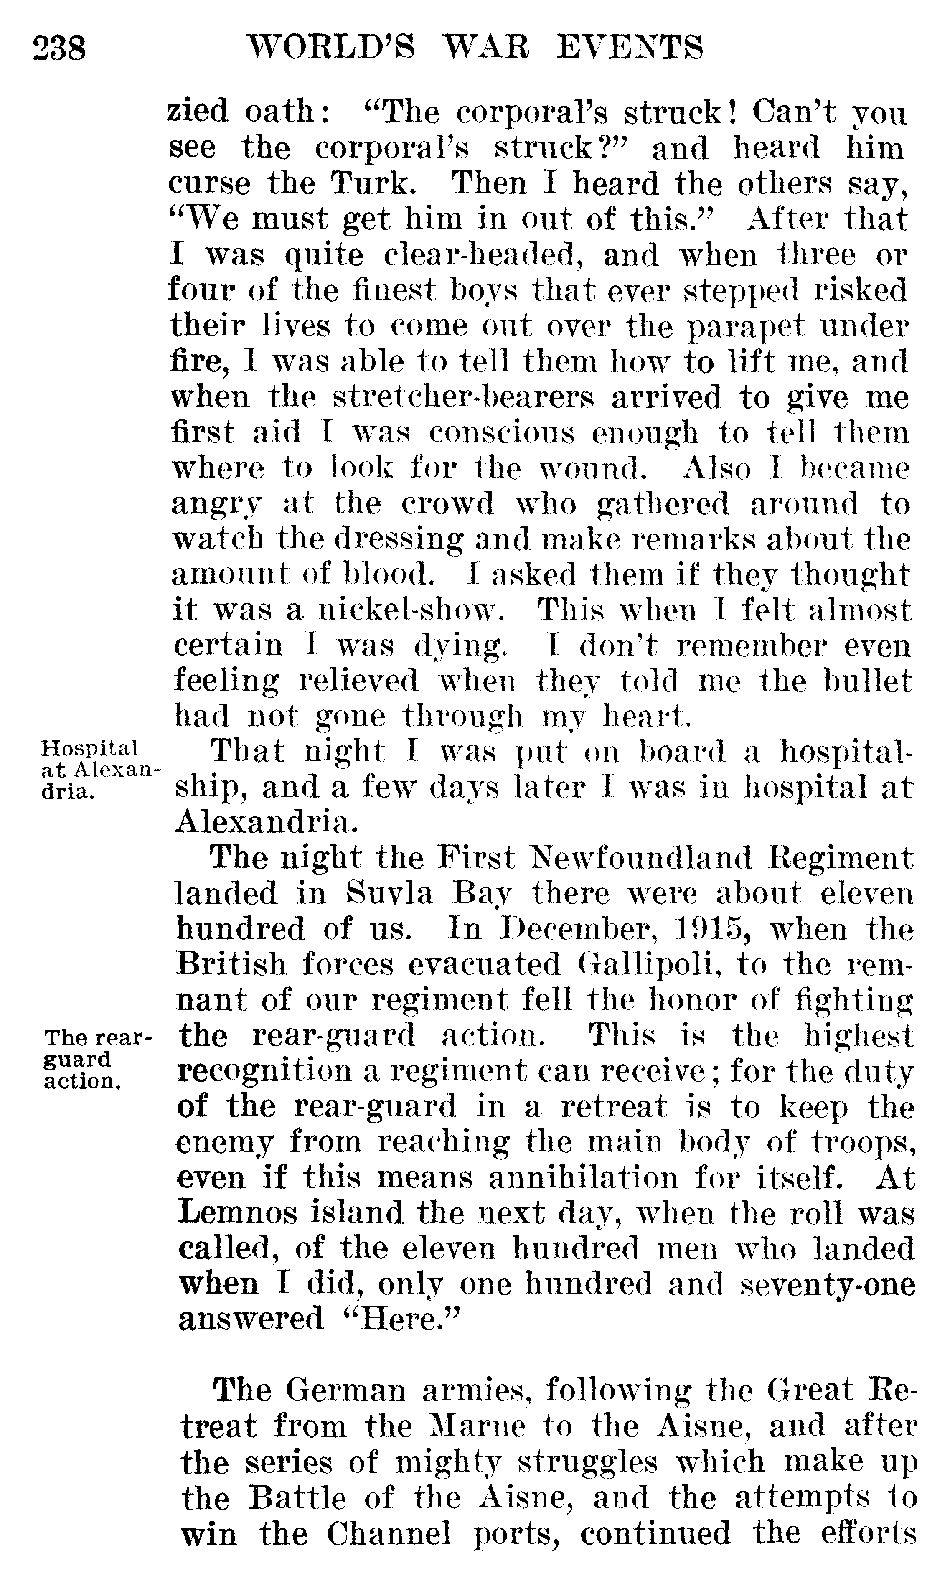 238 WORLD'S WAR EVENTS
zied oath: "The corporal's struck! Can't you
see the corporal's struck?" and heard him
curse the Turk. Then I heard the others say,
"We must get him in out of this." After that
I was quite clear-headed, and when three or
four of the finest boys that ever stepped risked
their lives to come out over the parapet under
fire, I was able to tell them how to lift me, and
when the stretcher-bearers arrived to give me
first aid I was conscious enough to tell them
where to look for the wound. Also I became
angry at the crowd who gathered around to
watch the dressing and make remarks about the
amount of blood. I asked them if they thought
it was a nickel-show. This when I felt almost
certain I was dying. I don't remember even
feeling relieved when they told me the bullet
had not gone through my heart.
Hospital
at Alexan-
dria.
That night I was put on board a hospital-
ship, and a few days later I was in hospital at
Alexandria.
The night the First Newfoundland Regiment
landed in Suvla Bay there were about eleven
hundred of us. In December, 1915, when the
British forces evacuated Gallipoli, to the rem-
nant of our regiment fell the honor of fighting
The rear-
guard
action.
the rear-guard action. This is the highest
recognition a regiment can receive; for the duty
of the rear-guard in a retreat is to keep the
enemy from reaching the main body of troops,
even if this means annihilation for itself. At
Lemnos island the next day, when the roll was
called, of the eleven hundred men who landed
when I did, only one hundred and seventy-one
answered "Here."
The German armies, following the Great Re-
treat from the Marne to the Aisne, and after
the series of mighty struggles which make up
the Battle of the Aisne, and the attempts to
win the Channel ports, continued the efforts